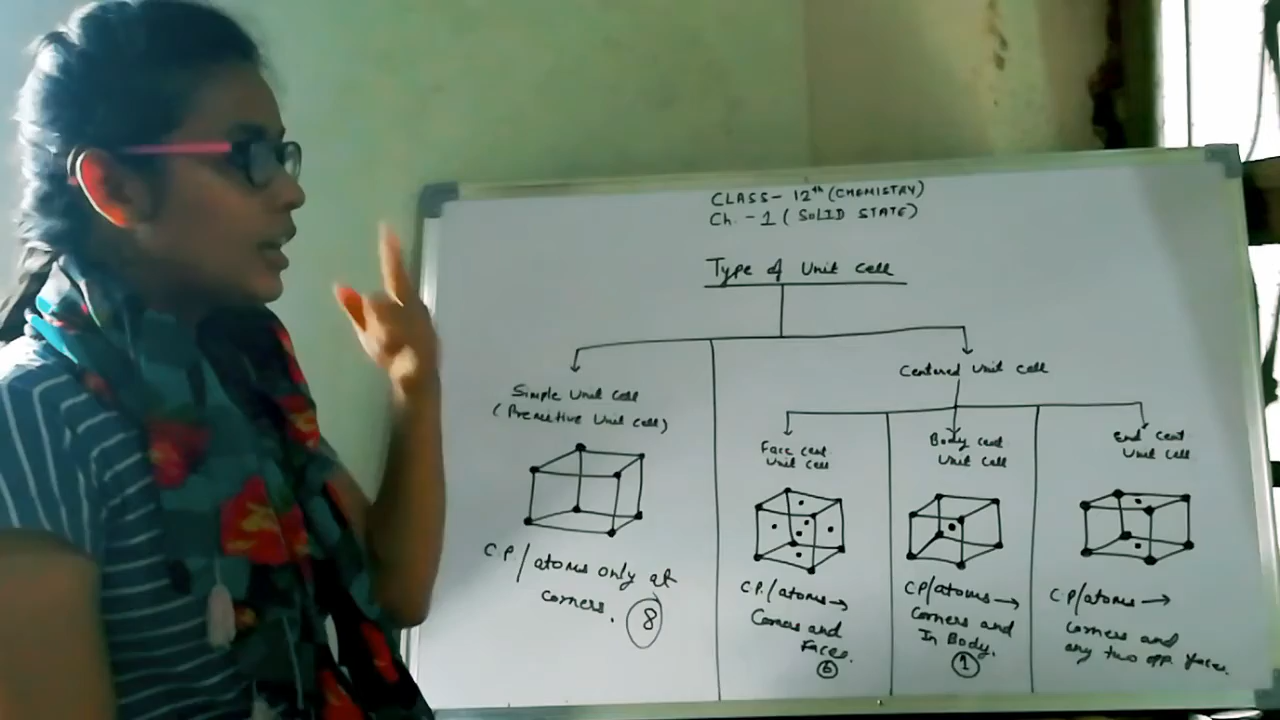 CLASS- 12th (CHEMISTRY)
Ch. - 1 ( SOLID STATE)
Type of Unit Cell
Simple Unit Cell
( Premetive Unit Cell)
C.P/ atoms only at
corners. 8
Centered Unit cell
Face cent
Unit cell
C.P./atoms→
Corners and
Faces.
6
Body cent
Unit cell
CP/atoms→
Corners and
In Body.
1
End cent
Unit cell
CP/atoms →
Corners and
any two opp. faces.